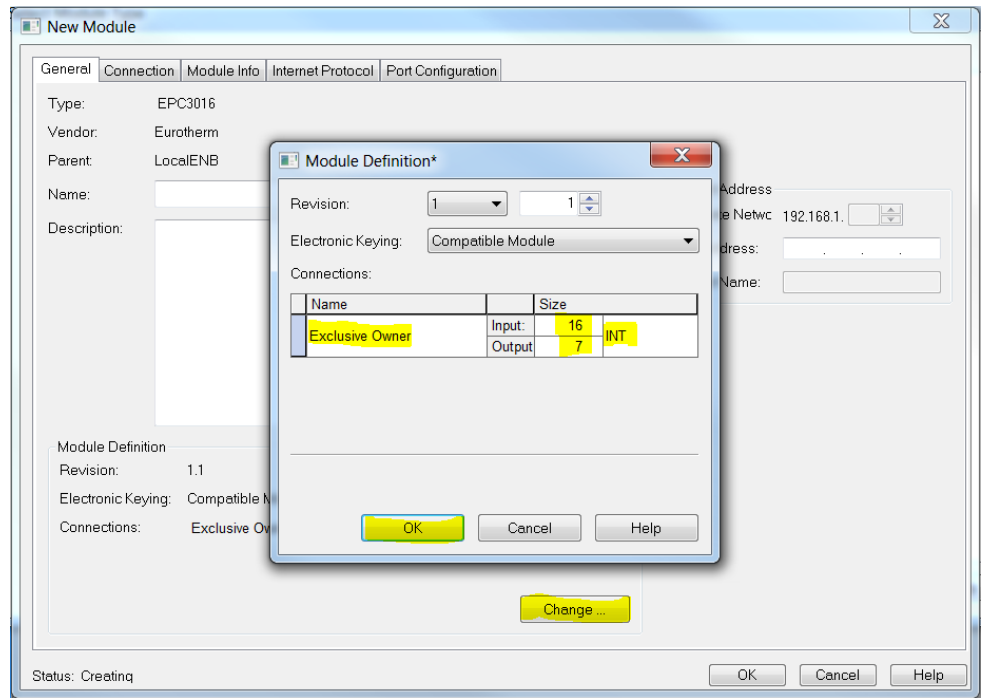 New Module
General Connection Module Info Internet Protocol Port Configuration
Type: EPC3016
Vendor: Eurotherm
Parent: LocalENB
Name:
Description:
Module Definition*
Revision: 1 1
Electronic Keying: Compatible Module
Connections:
Name Size
Exclusive Owner Input: 16 INT
Output 7
OK Cancel Help
Address
Netwc 192.168.1.
dress:
Name:
Module Definition
Revision: 1.1
Electronic Keying: Compatible
Connections: Exclusive
Change ...
Status: Creating
OK Cancel Help